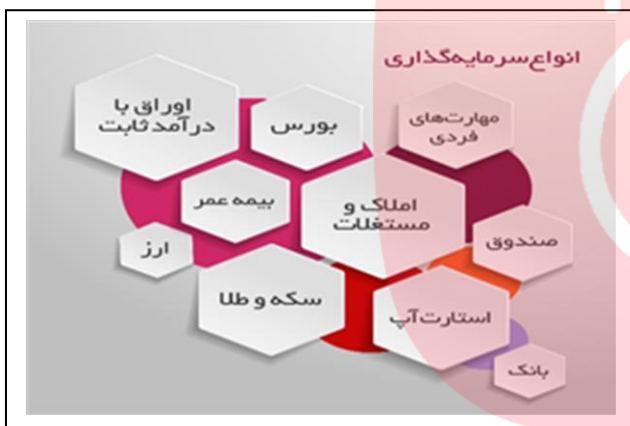 انواع سرمایه‌گذاری
مهارت‌های
فردی
بورس
اوراق با
درآمد ثابت
املاک و
مستغلات
بیمه عمر
صندوق
ارز
سکه و طلا
استارت‌آپ
بانک